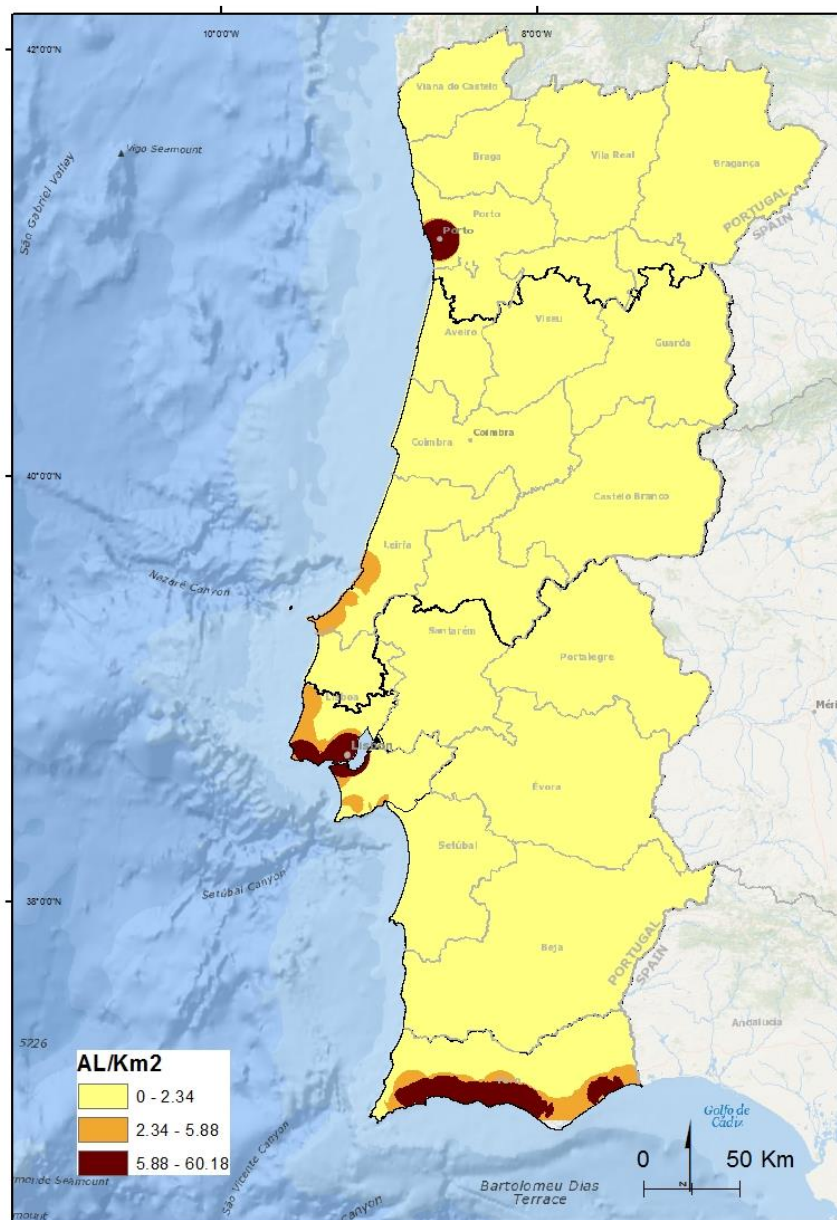 10°0'0"W
8°0'0"W
42°0'0"N
Viana do Castelo
Vigo Seamount
São Gabriel Valley
Braga
Vila Real
Bragança
PORTUGAL
SPAIN
Porto
Porto
Aveiro
Viseu
Guarda
Coimbra
Coimbra
40°0'0"N
Castelo Branco
Leiria
Nazaré Canyon
Santarém
Portalegre
Lisboa
Méri
Lisbon
Évora
Setúbal
Setúbal Canyon
38°0'0"N
Beja
PORTUGAL
SPAIN
Andalucia
5226
AL/Km2
0 - 2.34
2.34 - 5.88
5.88 - 60.18
Golfo de
Cádiz
0 50 Km
z
São Vicente Canyon
Bartolomeu Dias
Terrace
Canyon